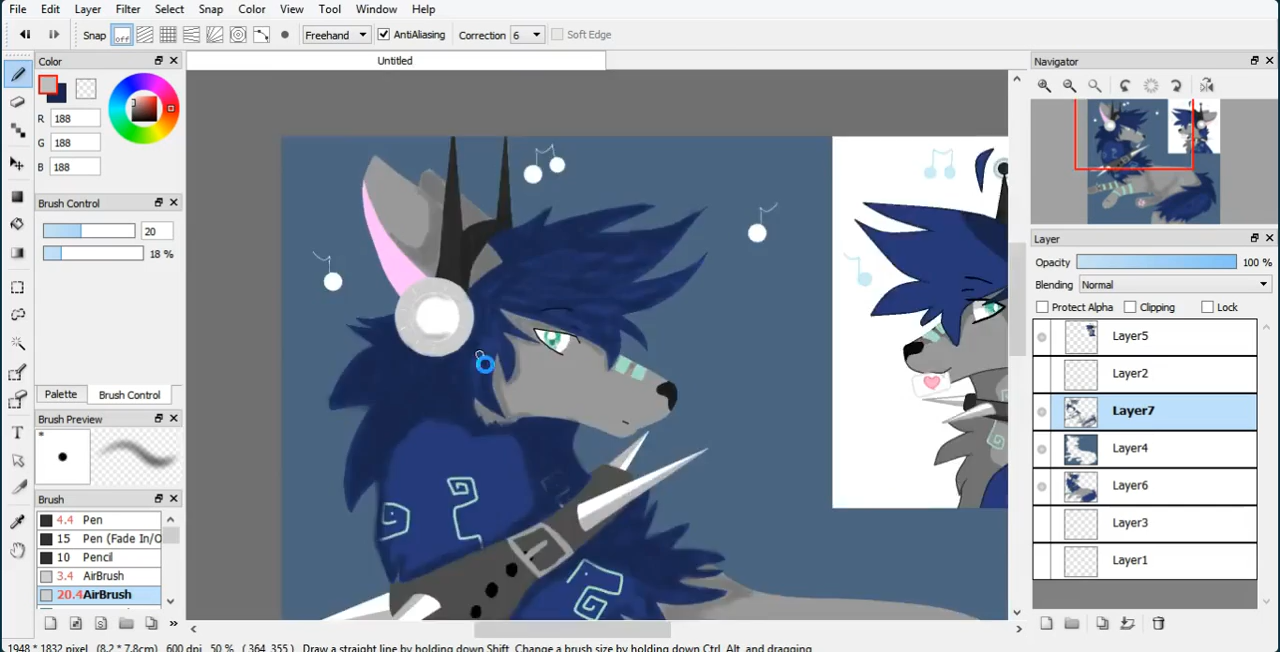 File Edit Layer Filter Select Snap Color View Tool Window Help
Snap off Freehand AntiAliasing Correction 6 Soft Edge
Color
Untitled
Navigator
R 188
G 188
B 188
Brush Control
20
18 %
Palette Brush Control
Brush Preview
Brush
4.4 Pen
15 Pen (Fade In/O
10 Pencil
3.4 AirBrush
20.4 AirBrush
Layer
Opacity 100 %
Blending Normal
Protect Alpha Clipping Lock
Layer5
Layer2
Layer7
Layer4
Layer6
Layer3
Layer1
1948 * 1832 pixel (8.2 * 7.8cm) 600 dpi 50 % ( 364, 355) Draw a straight line by holding down Shift, Change a brush size by holding down Ctrl, Alt, and dragging